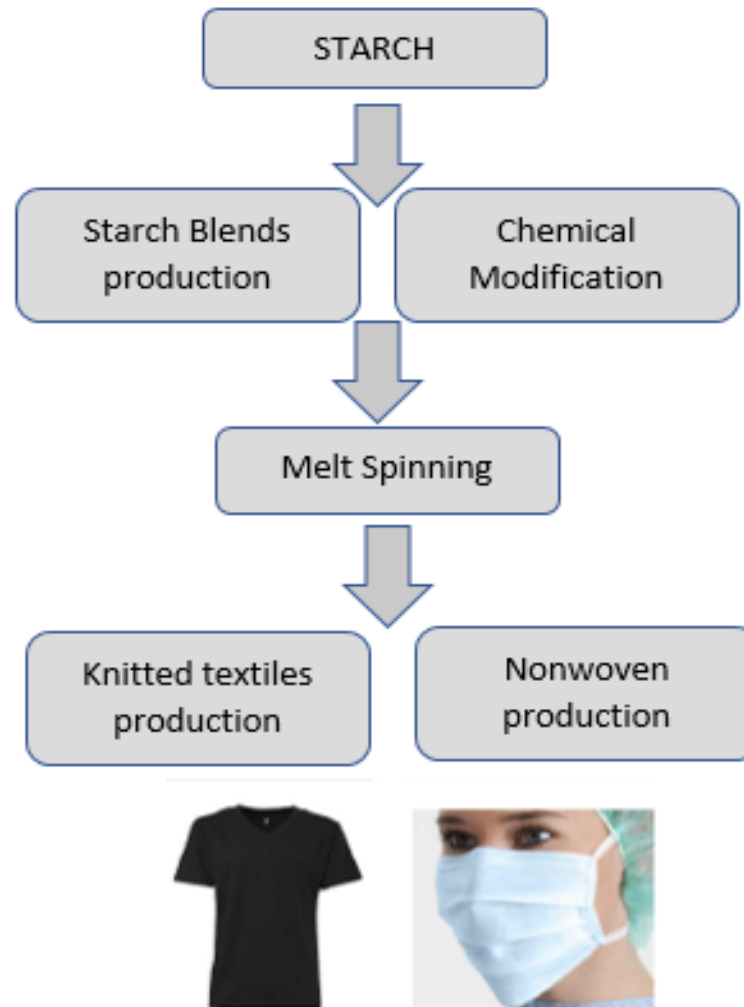 STARCH
Starch Blends
production
Chemical
Modification
Melt Spinning
Knitted textiles
production
Nonwoven
production